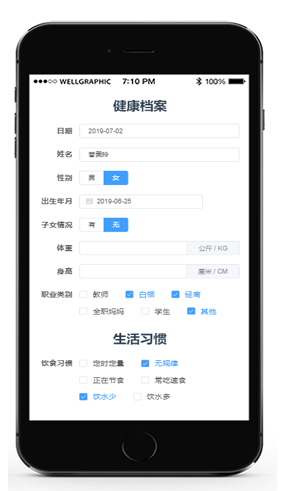 WELLGRAPHIC 7:10 PM 100%
健康档案
日期 2019-07-02
姓名
性别 男 女
出生年月 2019-06-25
子女情况 有 无
体重 公斤 / KG
身高 厘米 / CM
职业类别 教师 白领 经商
全职妈妈 学生 其他
生活习惯
饮食习惯 定时定量 无规律
正在节食 常吃速食
饮水少 饮水多